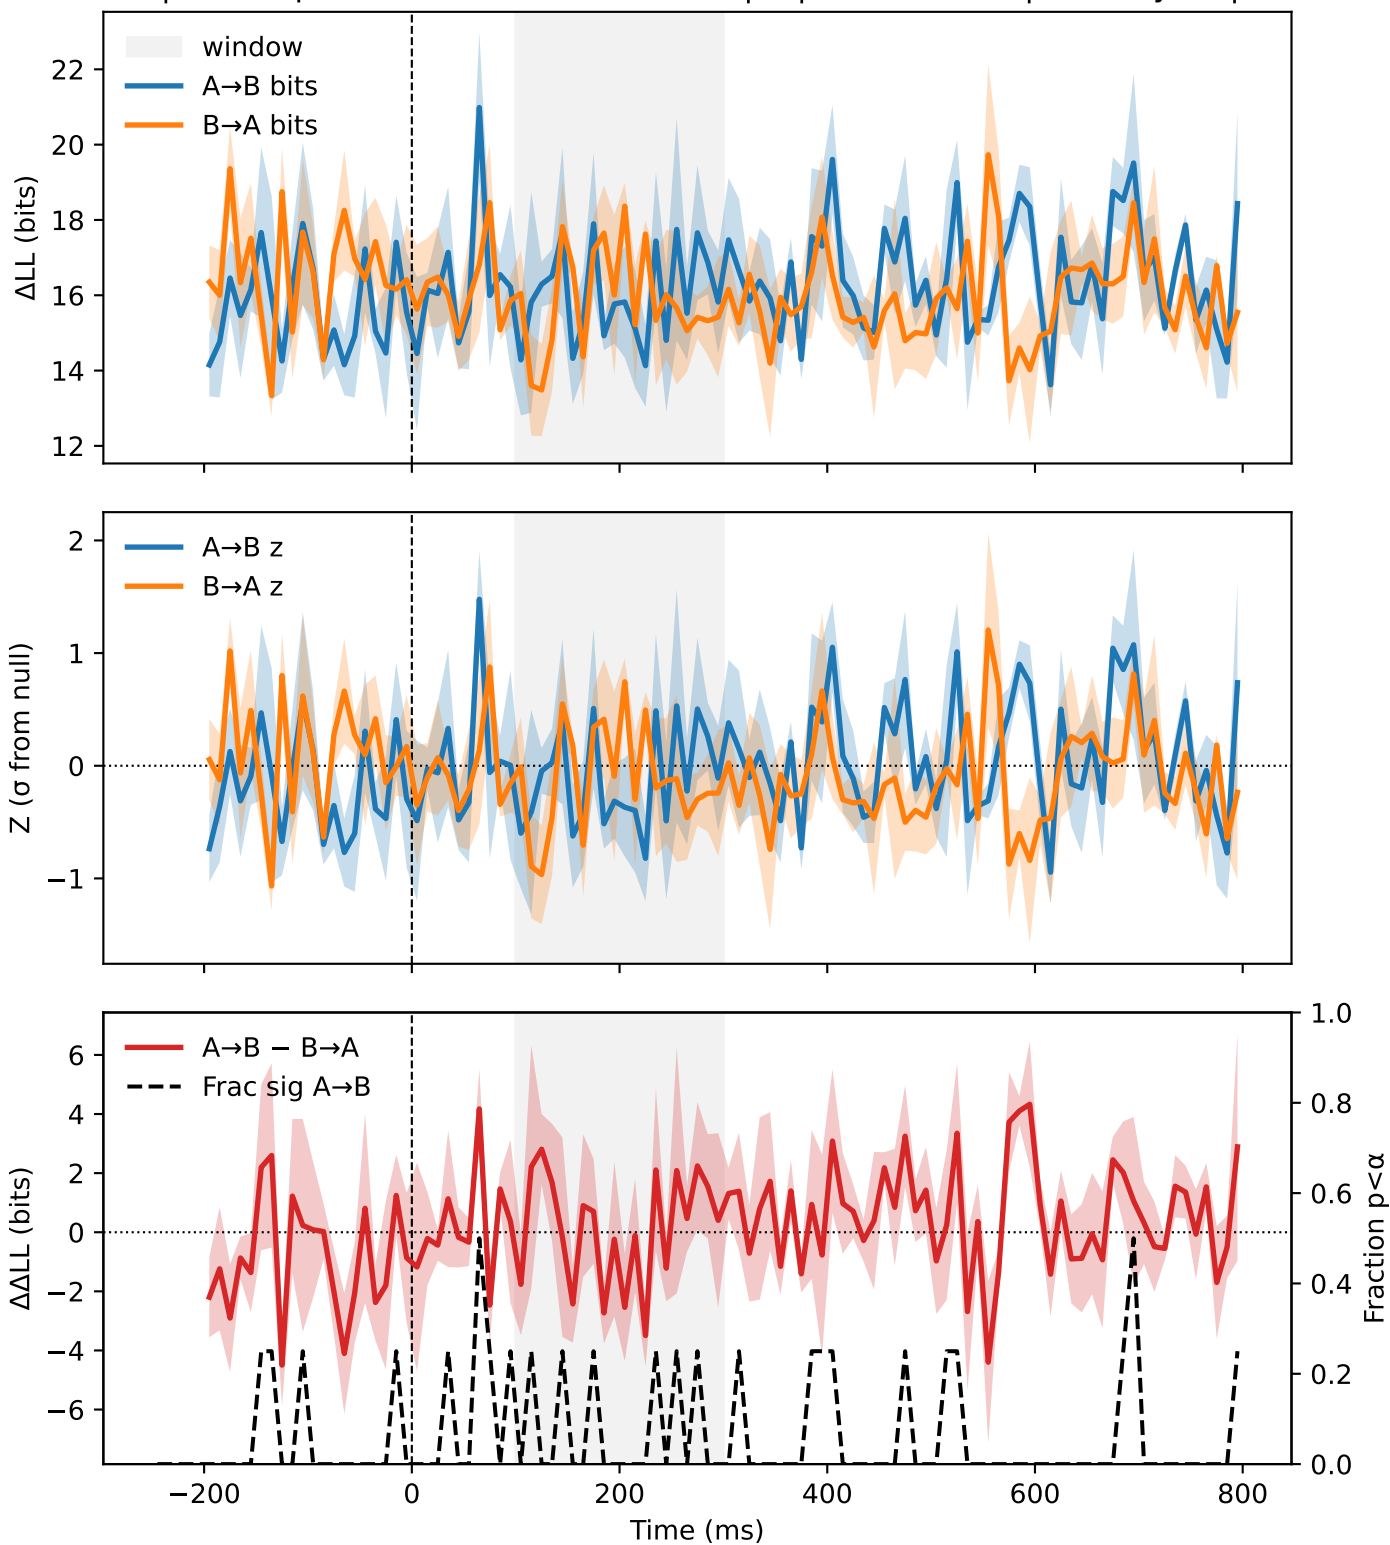 window
A→B bits
B→A bits
ΔLL (bits)
22
20
18
16
14
12
A→B z
B→A z
Z (σ from null)
2
1
0
−1
A→B − B→A
Frac sig A→B
ΔΔLL (bits)
6
4
2
0
−2
−4
−6
1.0
0.8
0.6
0.4
0.2
0.0
Fraction p<α
−200 0 200 400 600 800
Time (ms)